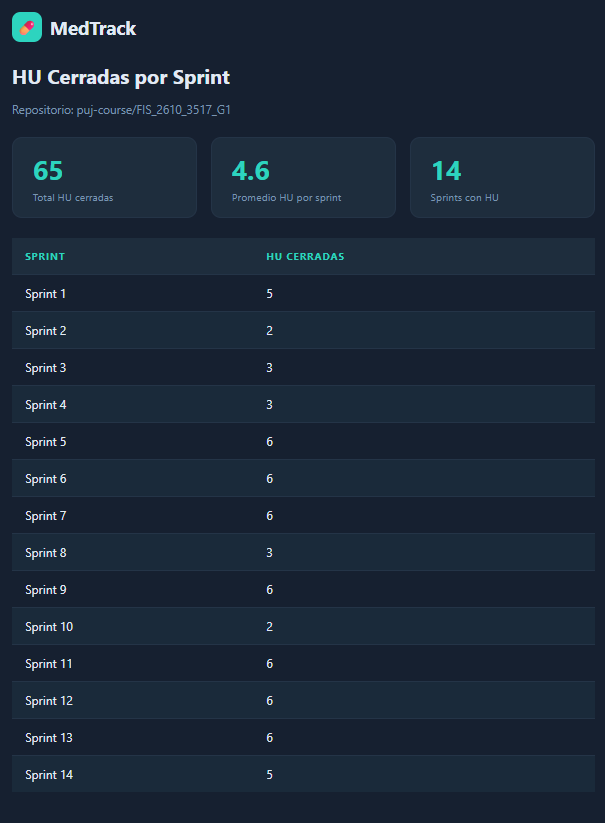 MedTrack
HU Cerradas por Sprint
Repositorio: puj-course/FIS_2610_3517_G1
65 4.6 14
Total HU cerradas Promedio HU por sprint Sprints con HU
SPRINT HU CERRADAS
Sprint 1 5
Sprint 2 2
Sprint 3 3
Sprint 4 3
Sprint 5 6
Sprint 6 6
Sprint 7 6
Sprint 8 3
Sprint 9 6
Sprint 10 2
Sprint 11 6
Sprint 12 6
Sprint 13 6
Sprint 14 5